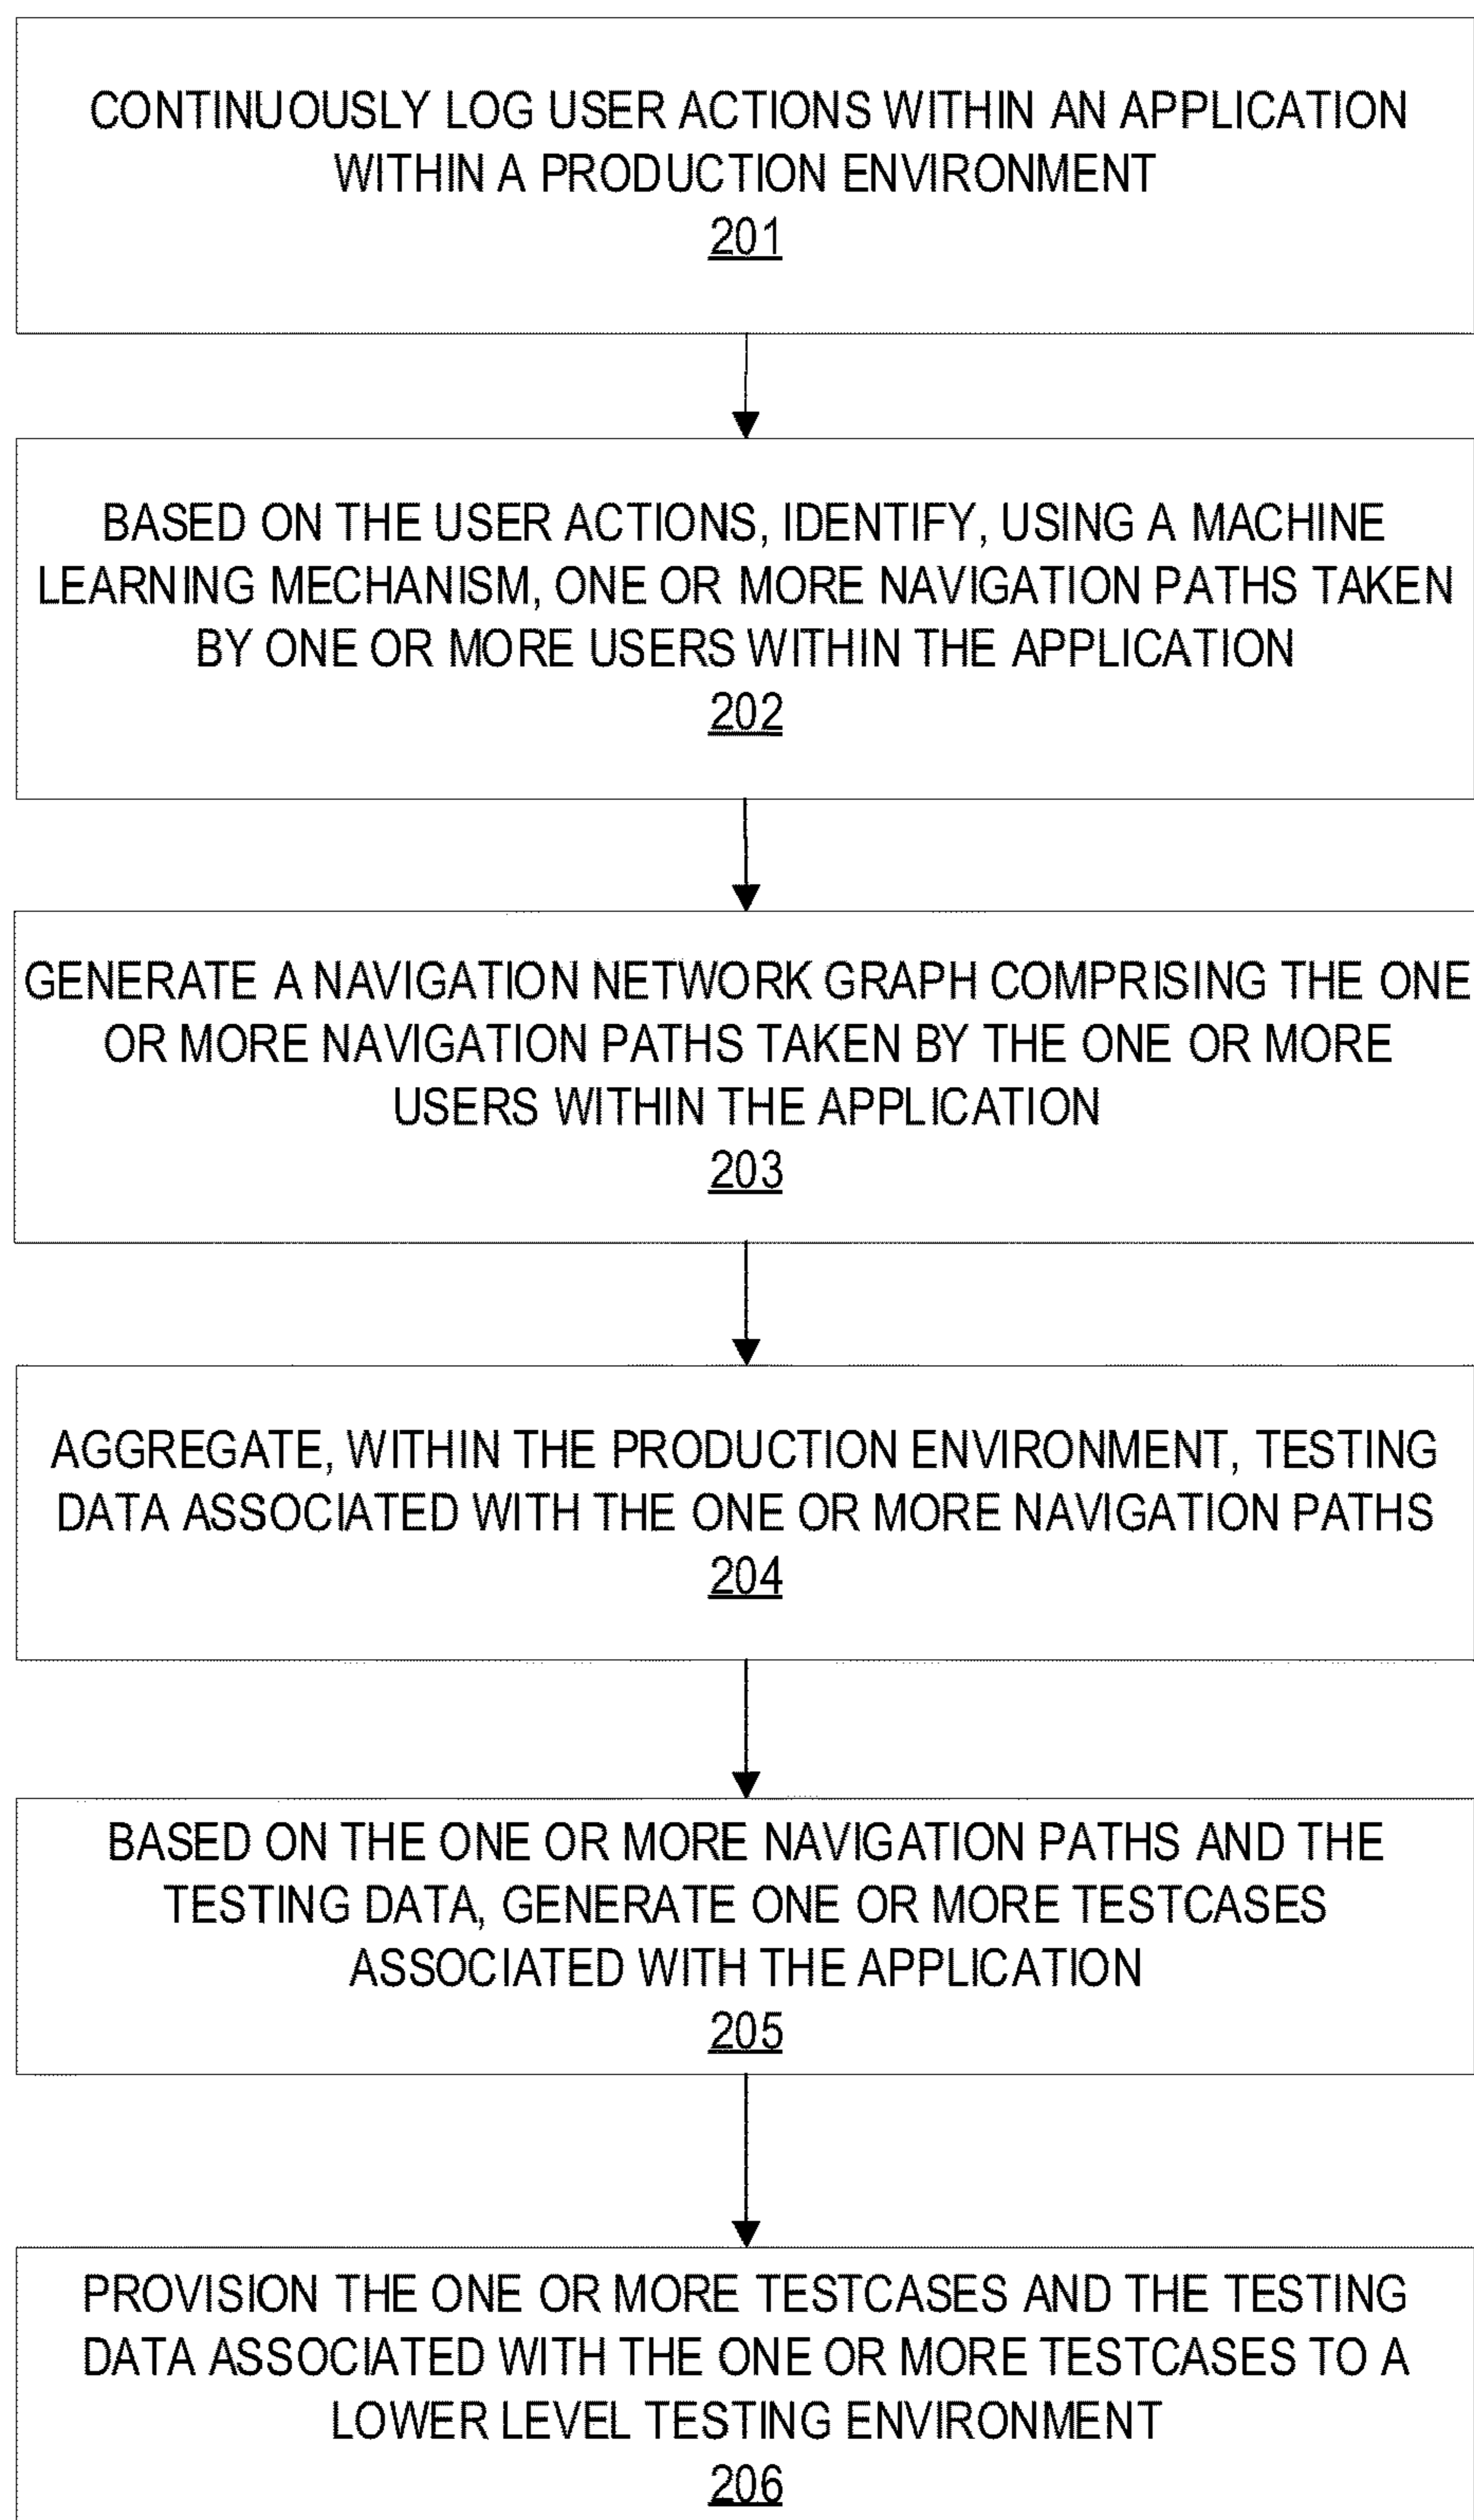 CONTINUOUSLY LOG USER ACTIONS WITHIN AN APPLICATION
WITHIN A PRODUCTION ENVIRONMENT
201
BASED ON THE USER ACTIONS, IDENTIFY, USING A MACHINE
LEARNING MECHANISM, ONE OR MORE NAVIGATION PATHS TAKEN
BY ONE OR MORE USERS WITHIN THE APPLICATION
202
GENERATE A NAVIGATION NETWORK GRAPH COMPRISING THE ONE
OR MORE NAVIGATION PATHS TAKEN BY THE ONE OR MORE
USERS WITHIN THE APPLICATION
203
AGGREGATE, WITHIN THE PRODUCTION ENVIRONMENT, TESTING
DATA ASSOCIATED WITH THE ONE OR MORE NAVIGATION PATHS
204
BASED ON THE ONE OR MORE NAVIGATION PATHS AND THE
TESTING DATA, GENERATE ONE OR MORE TESTCASES
ASSOCIATED WITH THE APPLICATION
205
PROVISION THE ONE OR MORE TESTCASES AND THE TESTING
DATA ASSOCIATED WITH THE ONE OR MORE TESTCASES TO A
LOWER LEVEL TESTING ENVIRONMENT
206